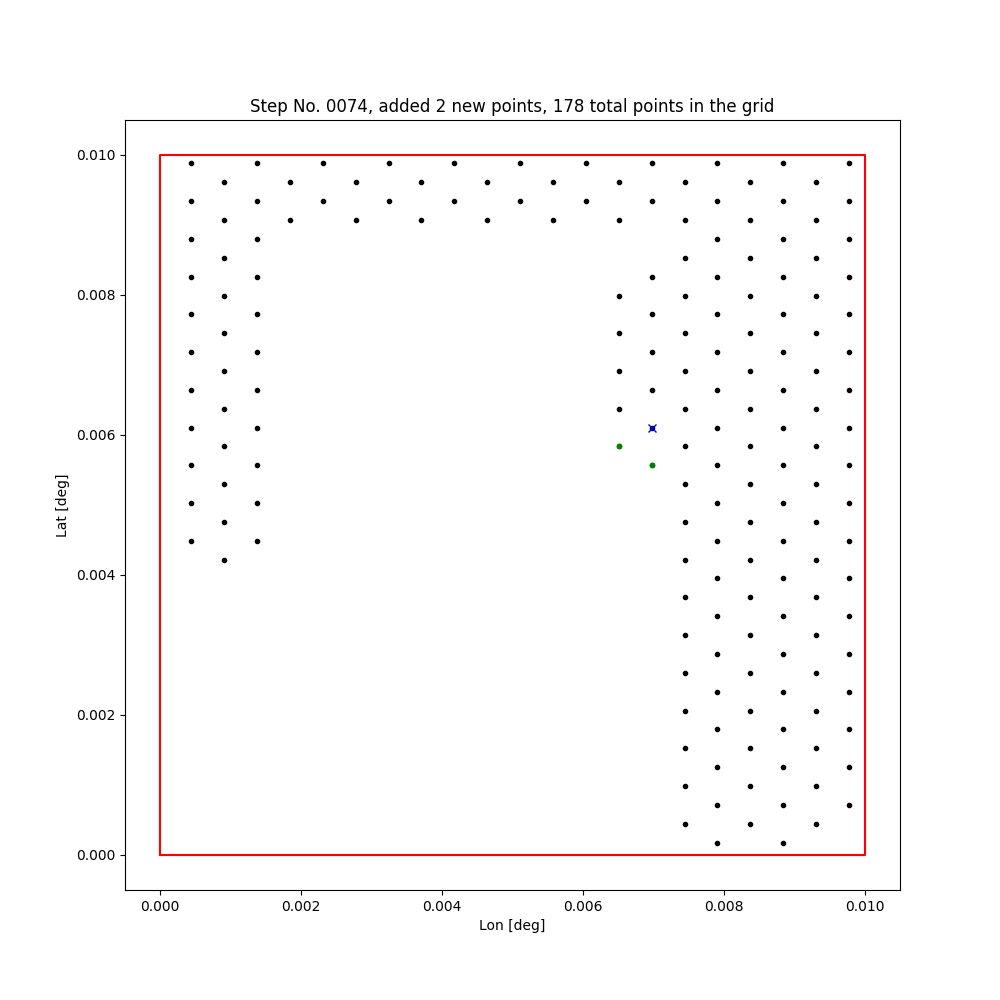 Step No. 0074, added 2 new points, 178 total points in the grid
0.010
0.008
0.006
0.004
0.002
0.000
Lat [deg]
0.000 0.002 0.004 0.006 0.008 0.010
Lon [deg]